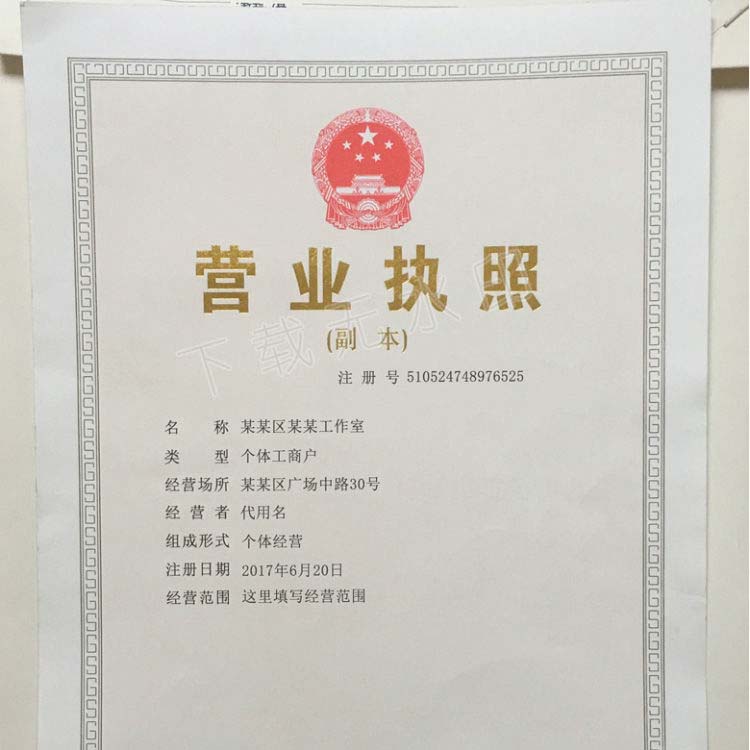 营业执照
(副 本)
注 册 号 510524748976525
名 称 某某区某某工作室
类 型 个体工商户
经营场所 某某区广场中路30号
经 营 者 代用名
组成形式 个体经营
注册日期 2017年6月20日
经营范围 这里填写经营范围
下载无水